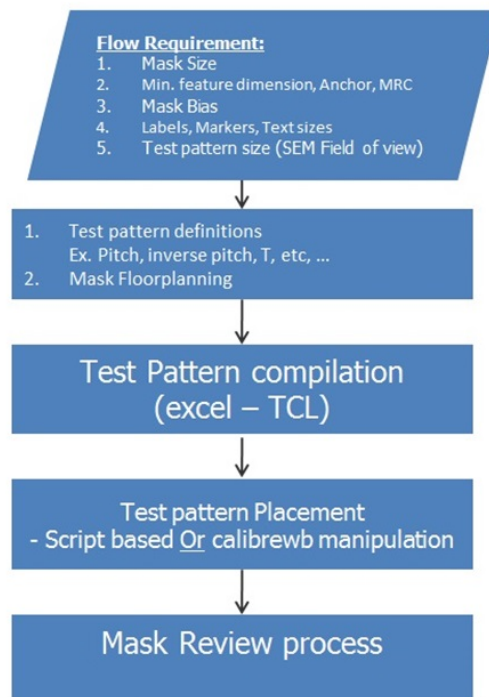 Flow Requirement:
1. Mask Size
2. Min. feature dimension, Anchor, MRC
3. Mask Bias
4. Labels, Markers, Text sizes
5. Test pattern size (SEM Field of view)
1. Test pattern definitions
Ex. Pitch, inverse pitch, T, etc, ...
2. Mask Floorplanning
Test Pattern compilation
(excel – TCL)
Test pattern Placement
- Script based Or calibrewb manipulation
Mask Review process